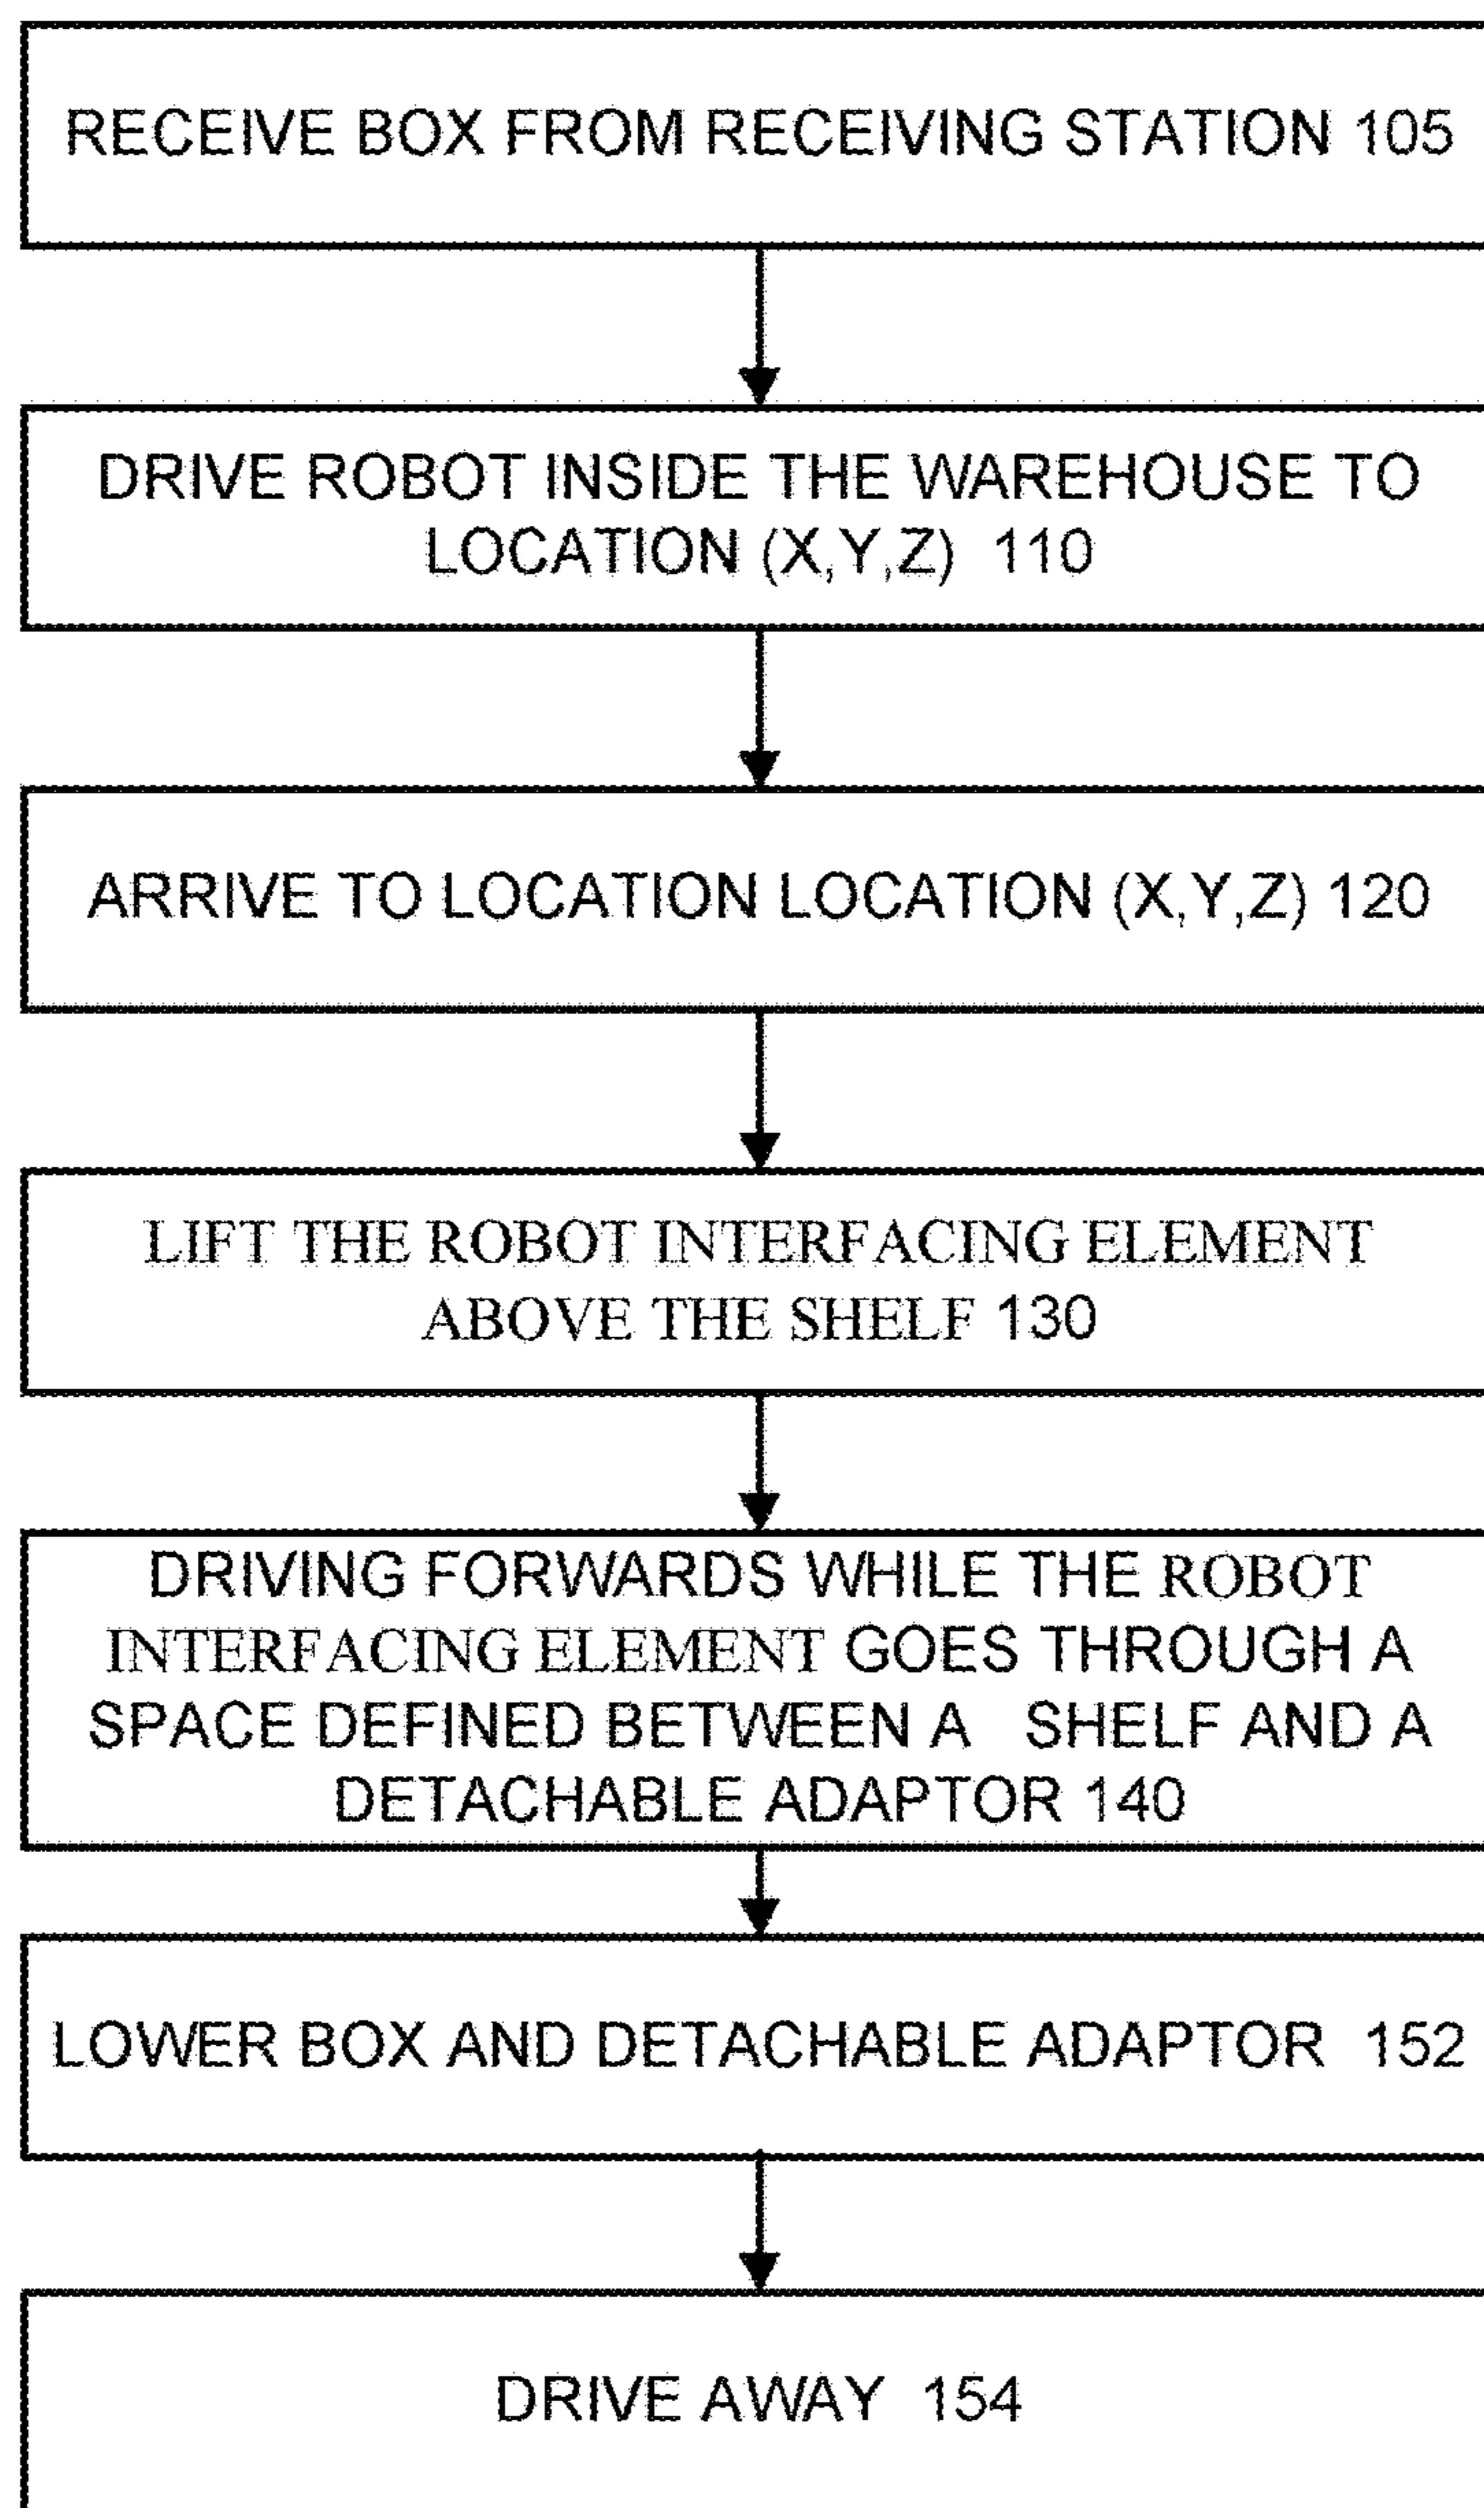 RECEIVE BOX FROM RECEIVING STATION 105
DRIVE ROBOT INSIDE THE WAREHOUSE TO
LOCATION (X,Y,Z) 110
ARRIVE TO LOCATION LOCATION (X,Y,Z) 120
LIFT THE ROBOT INTERFACING ELEMENT
ABOVE THE SHELF 130
DRIVING FORWARDS WHILE THE ROBOT
INTERFACING ELEMENT GOES THROUGH A
SPACE DEFINED BETWEEN A SHELF AND A
DETACHABLE ADAPTOR 140
LOWER BOX AND DETACHABLE ADAPTOR 152
DRIVE AWAY 154